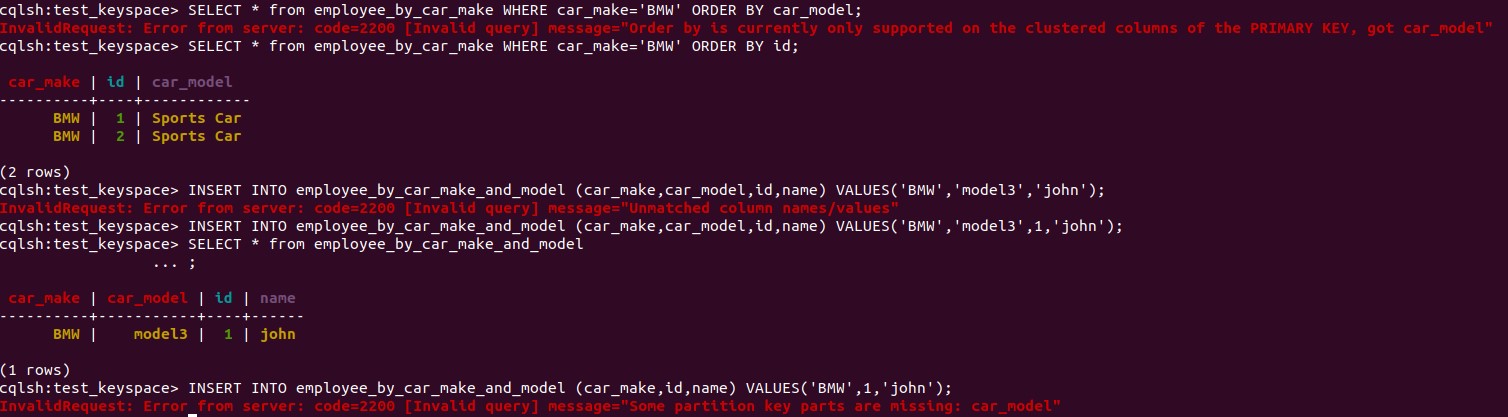 cqlsh:test_keyspace> SELECT * from employee_by_car_make WHERE car_make='BMW' ORDER BY car_model;
InvalidRequest: Error from server: code=2200 [Invalid query] message="Order by is currently only supported on the clustered columns of the PRIMARY KEY, got car_model"
cqlsh:test_keyspace> SELECT * from employee_by_car_make WHERE car_make='BMW' ORDER BY id;
 car_make | id | car_model
----------+----+------------
      BMW |  1 | Sports Car
      BMW |  2 | Sports Car
(2 rows)
cqlsh:test_keyspace> INSERT INTO employee_by_car_make_and_model (car_make,car_model,id,name) VALUES('BMW','model3','john');
InvalidRequest: Error from server: code=2200 [Invalid query] message="Unmatched column names/values"
cqlsh:test_keyspace> INSERT INTO employee_by_car_make_and_model (car_make,car_model,id,name) VALUES('BMW','model3',1,'john');
cqlsh:test_keyspace> SELECT * from employee_by_car_make_and_model
                 ... ;
 car_make | car_model | id | name
----------+-----------+----+------
      BMW |    model3 |  1 | john
(1 rows)
cqlsh:test_keyspace> INSERT INTO employee_by_car_make_and_model (car_make,id,name) VALUES('BMW',1,'john');
InvalidRequest: Error from server: code=2200 [Invalid query] message="Some partition key parts are missing: car_model"